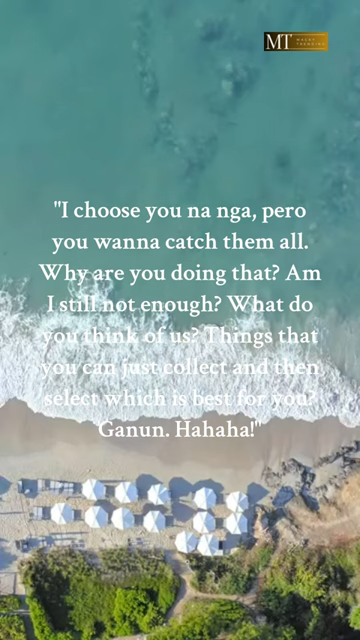 MT
"I choose you na nga, pero
you wanna catch them all.
Why are you doing that? Am
I still not enough? What do
you think of us? Things that
you can just collect and then
select which is best for you?
Ganun. Hahaha!"